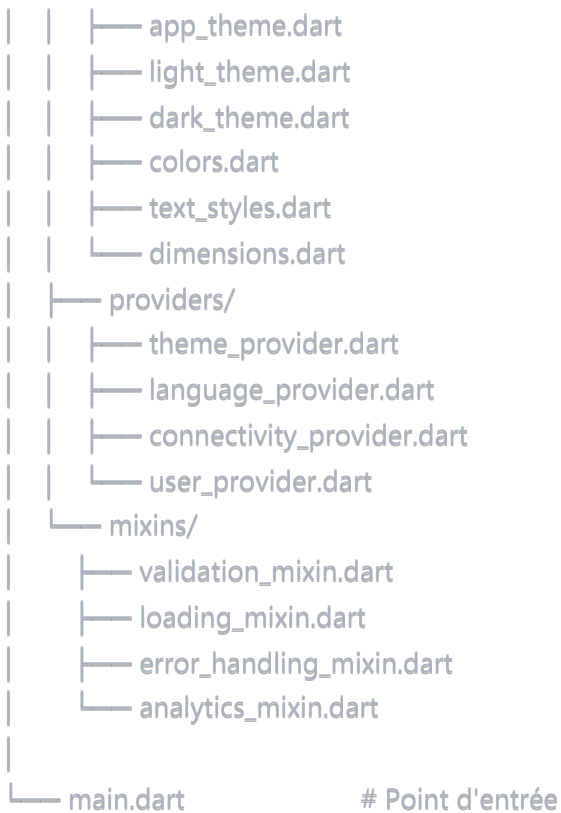 │   │   ├── app_theme.dart
│   │   ├── light_theme.dart
│   │   ├── dark_theme.dart
│   │   ├── colors.dart
│   │   ├── text_styles.dart
│   │   └── dimensions.dart
│   ├── providers/
│   │   ├── theme_provider.dart
│   │   ├── language_provider.dart
│   │   ├── connectivity_provider.dart
│   │   └── user_provider.dart
│   └── mixins/
│       ├── validation_mixin.dart
│       ├── loading_mixin.dart
│       ├── error_handling_mixin.dart
│       └── analytics_mixin.dart
│
└── main.dart                    # Point d'entrée